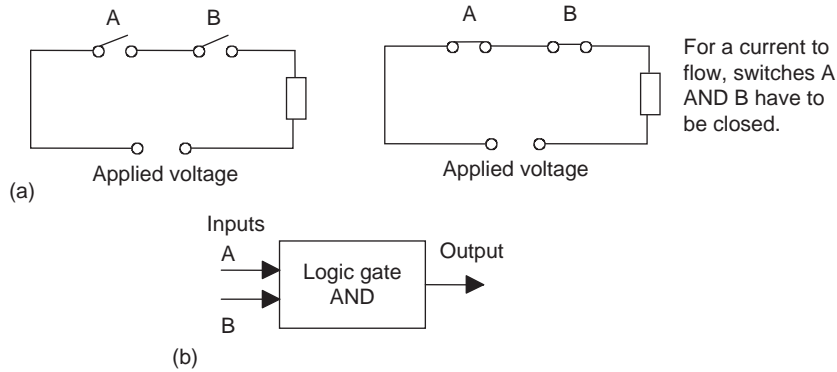 A B
A B
For a current to
flow, switches A
AND B have to
be closed.
Applied voltage
Applied voltage
(a)
Inputs
A
Output
Logic gate
AND
B
(b)